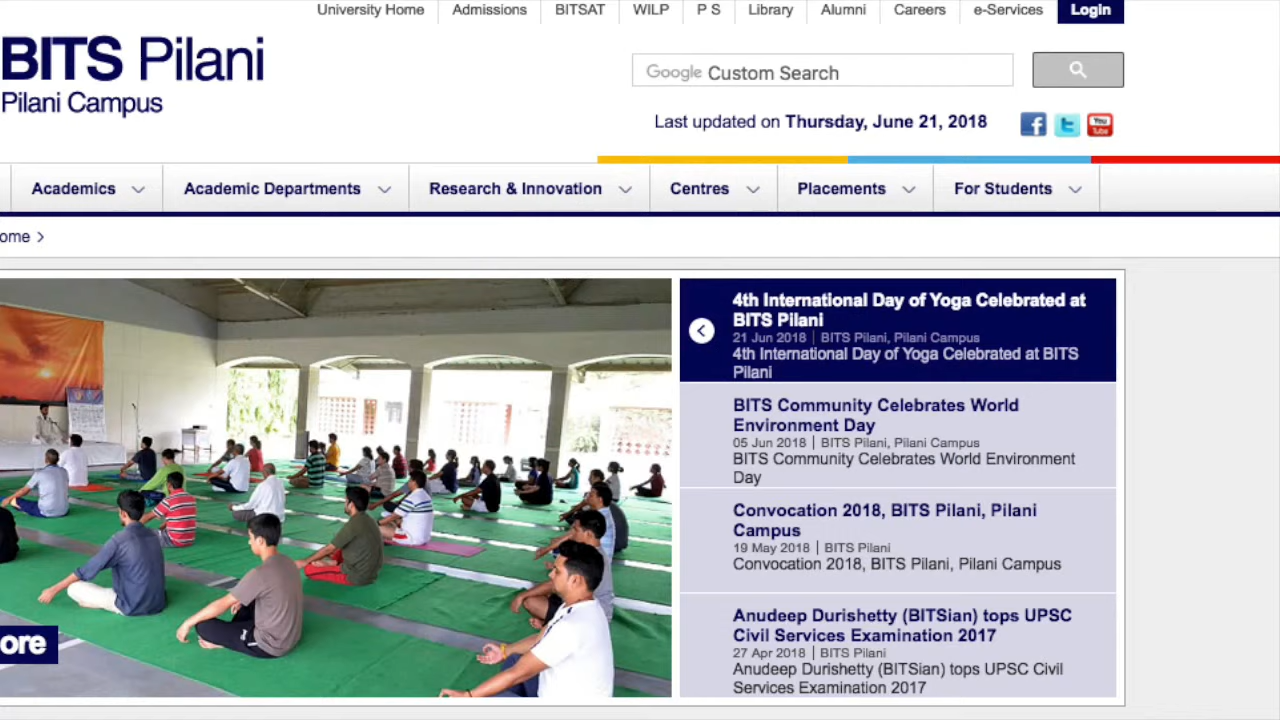 University Home Admissions BITSAT WILP P S Library Alumni Careers e-Services Login
BITS Pilani
Pilani Campus
Google Custom Search
Last updated on Thursday, June 21, 2018
You
Tube
Academics Academic Departments Research & Innovation Centres Placements For Students
ome >
4th International Day of Yoga Celebrated at
BITS Pilani
21 Jun 2018 | BITS Pilani, Pilani Campus
4th International Day of Yoga Celebrated at BITS
Pilani
BITS Community Celebrates World
Environment Day
05 Jun 2018 | BITS Pilani, Pilani Campus
BITS Community Celebrates World Environment
Day
Convocation 2018, BITS Pilani, Pilani
Campus
19 May 2018 | BITS Pilani
Convocation 2018, BITS Pilani, Pilani Campus
Anudeep Durishetty (BITSian) tops UPSC
Civil Services Examination 2017
27 Apr 2018 | BITS Pilani
Anudeep Durishetty (BITSian) tops UPSC Civil
Services Examination 2017
ore